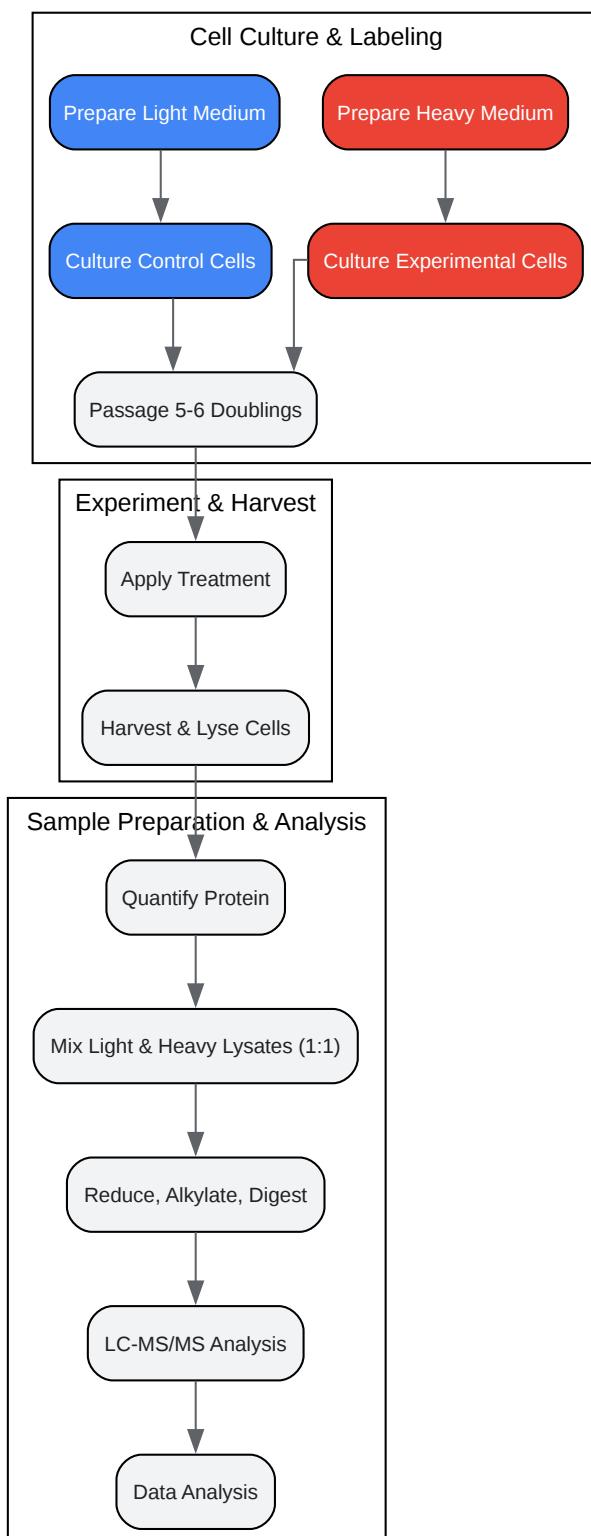 Cell Culture & Labeling
Prepare Light Medium
Prepare Heavy Medium
Culture Control Cells
Culture Experimental Cells
Passage 5-6 Doublings
Experiment & Harvest
Apply Treatment
Harvest & Lyse Cells
Sample Preparation & Analysis
Quantify Protein
Mix Light & Heavy Lysates (1:1)
Reduce, Alkylate, Digest
LC-MS/MS Analysis
Data Analysis